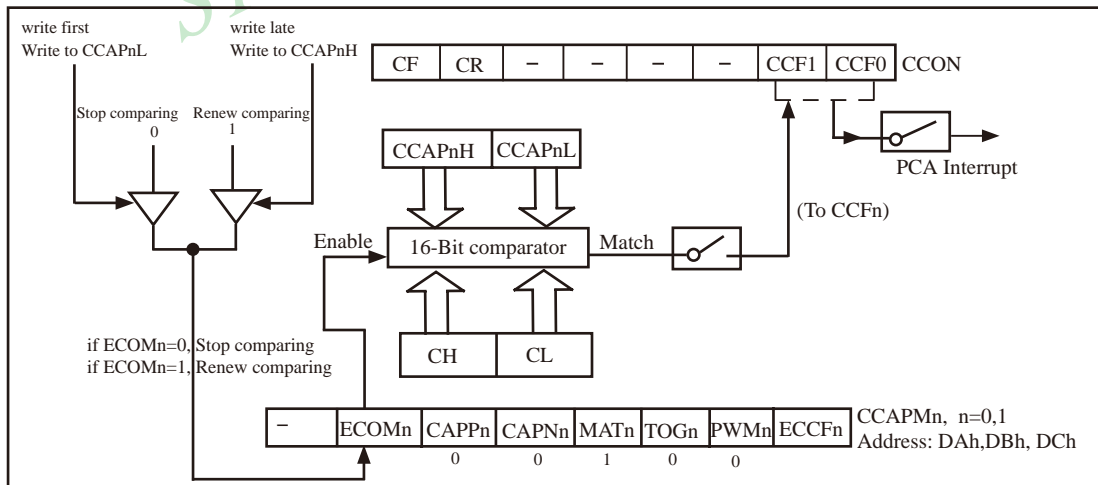 write first
Write to CCAPnL
write late
Write to CCAPnH
CF CR – – – – CCF1 CCF0 CCON
Stop comparing
0
Renew comparing
1
CCAPnH CCAPnL
PCA Interrupt
(To CCFn)
Enable
16-Bit comparator
Match
CH CL
if ECOMn=0, Stop comparing
if ECOMn=1, Renew comparing
– ECOMn CAPPn CAPNn MATn TOGn PWMn ECCFn
CCAPMn, n=0,1
Address: DAh,DBh, DCh
0 0 1 0 0